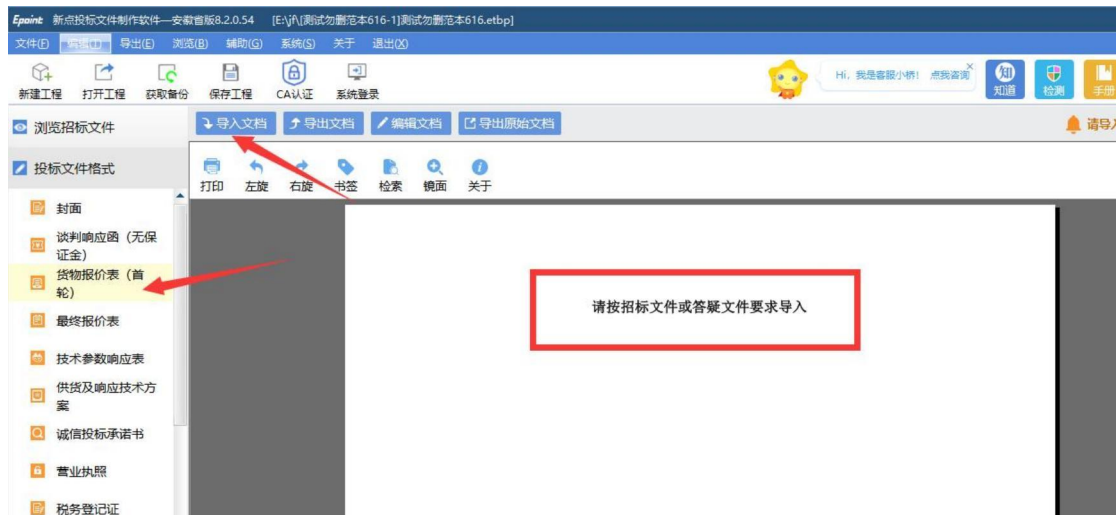 Epoint 新点投标文件制作软件—安徽省版8.2.0.54 [E:\jf\[测试勿删范本616-1]测试勿删范本616.etbp]
文件(F) 编辑(T) 导出(E) 浏览(B) 辅助(G) 系统(S) 关于 退出(X)
新建工程 打开工程 获取备份 保存工程 CA认证 系统登录
Hi，我是客服小桥！ 点我咨询 X
知 知道 检测 手册
浏览招标文件
导入文档 导出文档 编辑文档 导出原始文档
请导入
投标文件格式
打印 左旋 右旋 书签 检索 镜面 关于
封面
谈判响应函（无保
证金）
货物报价表（首
轮）
最终报价表
技术参数响应表
供货及响应技术方
案
诚信投标承诺书
营业执照
税务登记证
请按招标文件或答疑文件要求导入